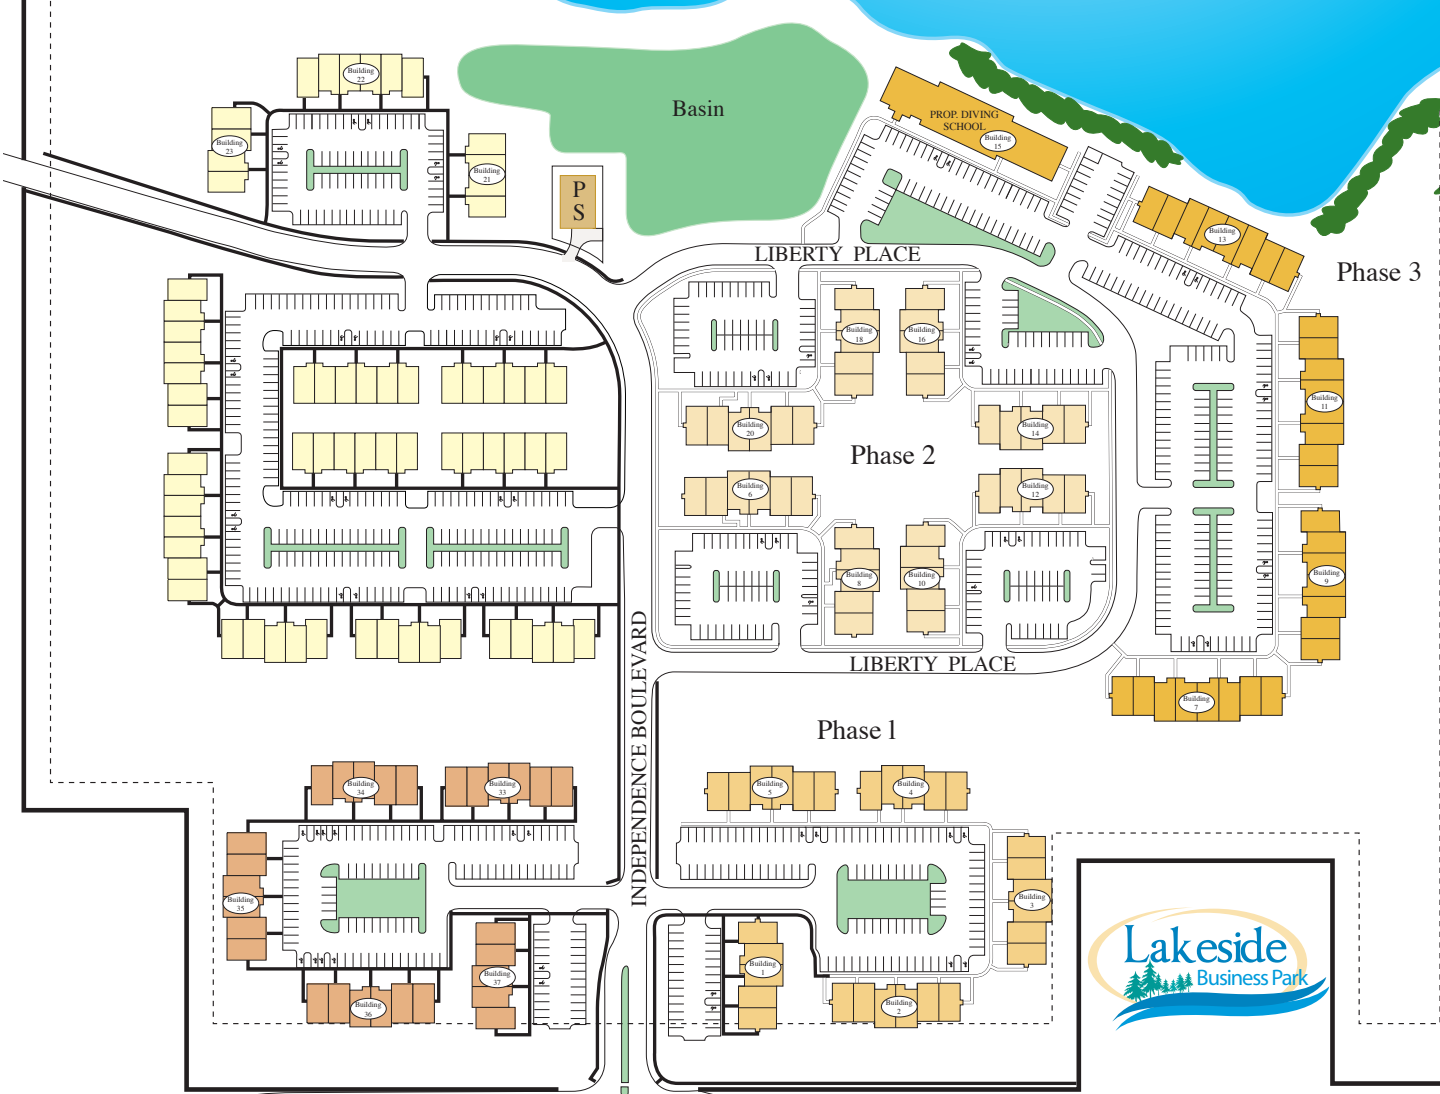 Building
22
Building
23
Building
21
P
S
Basin
PROP. DIVING
SCHOOL
Building
15
Building
13
Phase 3
LIBERTY PLACE
Building
18
Building
16
Building
11
Building
20
Building
14
Phase 2
Building
6
Building
12
Building
8
Building
10
Building
9
INDEPENDENCE BOULEVARD
LIBERTY PLACE
Building
7
Phase 1
Building
34
Building
33
Building
5
Building
4
Building
35
Building
3
Building
37
Building
1
Building
36
Building
2
Lakeside
Business Park